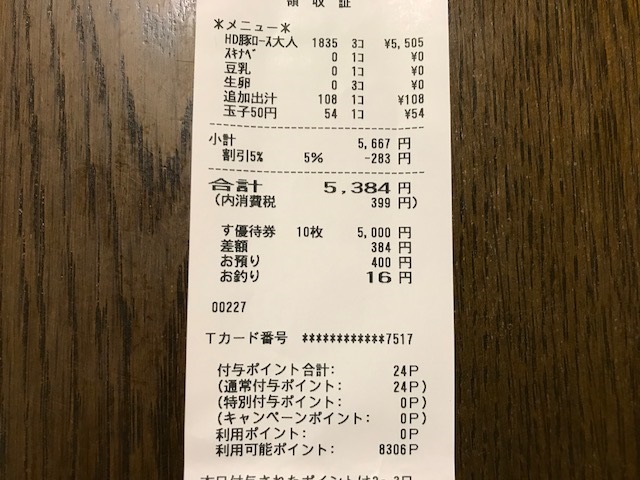 領収証
＊メニュー＊
HD豚ﾛｰｽ大人 1835 3コ ¥5,505
ｽｷﾅﾍﾞ 0 1コ ¥0
豆乳 0 1コ ¥0
生卵 0 3コ ¥0
追加出汁 108 1コ ¥108
玉子50円 54 1コ ¥54
小計 5,667 円
割引5% 5% -283 円
合計 5,384 円
(内消費税 399 円)
す優待券 10枚 5,000 円
差額 384 円
お預り 400 円
お釣り 16 円
00227
Tカード番号 ************7517
付与ポイント合計: 24P
(通常付与ポイント: 24P)
(特別付与ポイント: 0P)
(キャンペーンポイント: 0P)
利用ポイント: 0P
利用可能ポイント: 8306P